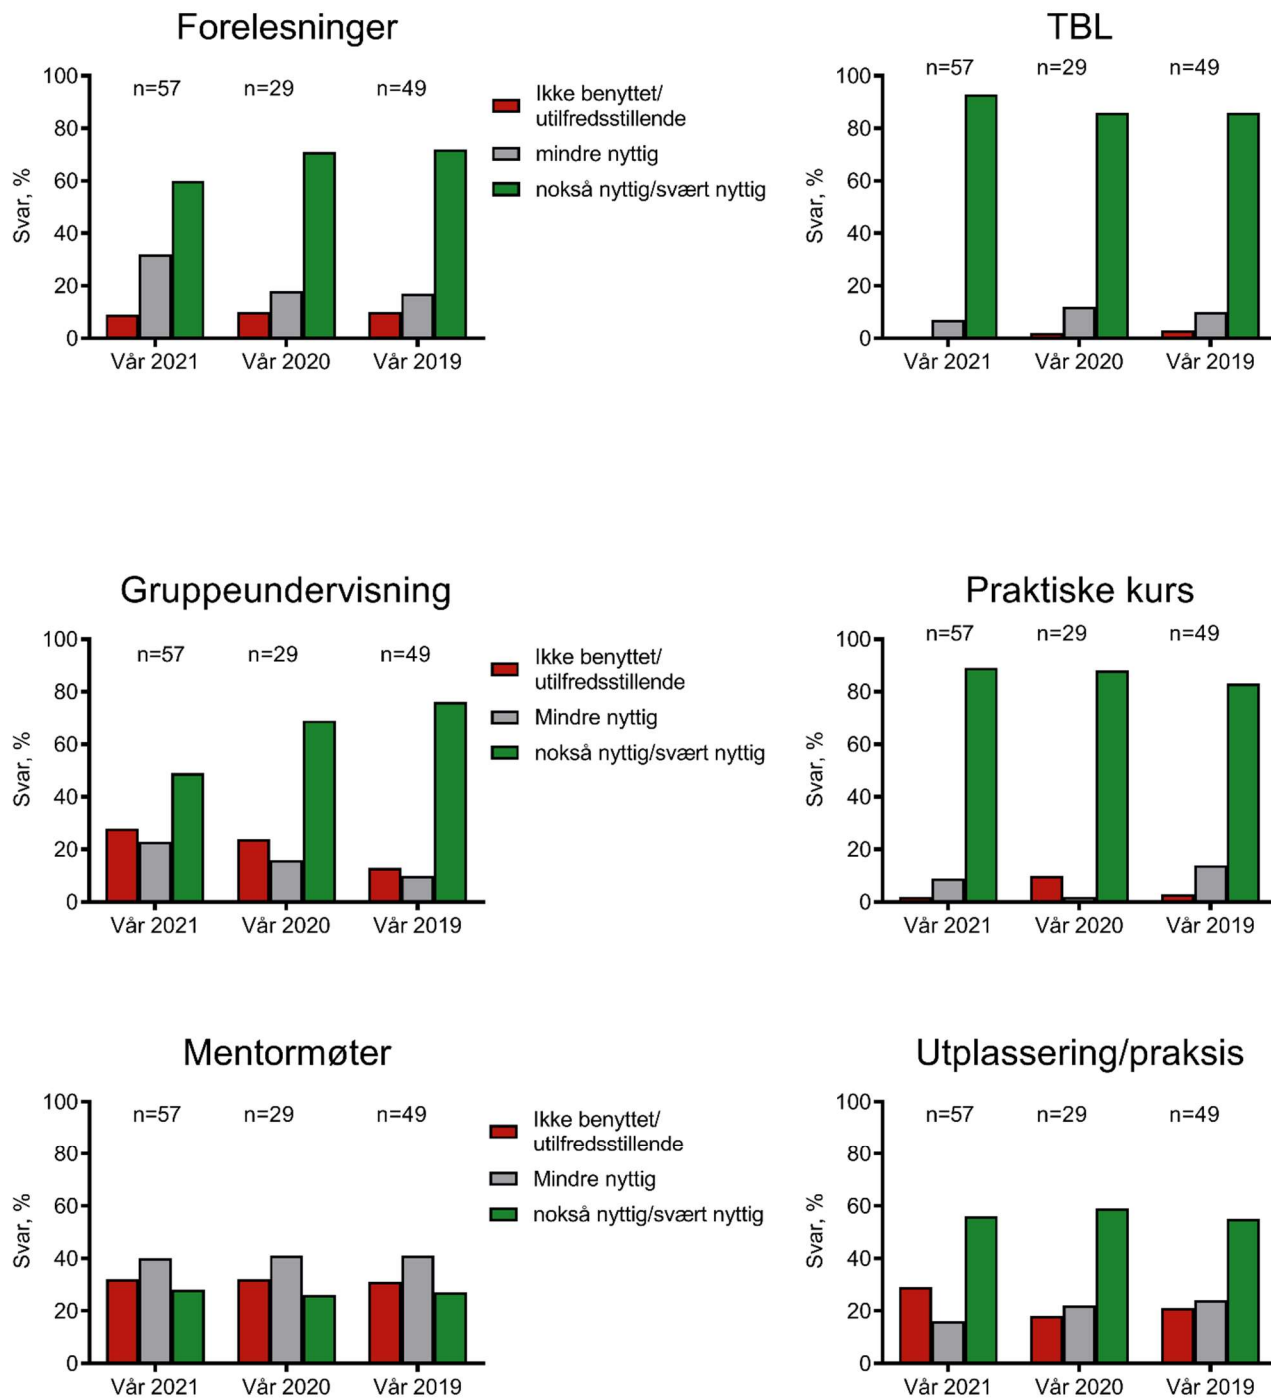 Forelesninger
n=57 n=29 n=49
100
80
60
40
20
0
Svar, %
Vår 2021 Vår 2020 Vår 2019
Ikke benyttet/
utilfredsstillende
mindre nyttig
nokså nyttig/svært nyttig
TBL
n=57 n=29 n=49
100
80
60
40
20
0
Svar, %
Vår 2021 Vår 2020 Vår 2019
Gruppeundervisning
n=57 n=29 n=49
100
80
60
40
20
0
Svar, %
Vår 2021 Vår 2020 Vår 2019
Ikke benyttet/
utilfredsstillende
Mindre nyttig
nokså nyttig/svært nyttig
Praktiske kurs
n=57 n=29 n=49
100
80
60
40
20
0
Svar, %
Vår 2021 Vår 2020 Vår 2019
Mentormøter
n=57 n=29 n=49
100
80
60
40
20
0
Svar, %
Vår 2021 Vår 2020 Vår 2019
Ikke benyttet/
utilfredsstillende
Mindre nyttig
nokså nyttig/svært nyttig
Utplassering/praksis
n=57 n=29 n=49
100
80
60
40
20
0
Svar, %
Vår 2021 Vår 2020 Vår 2019